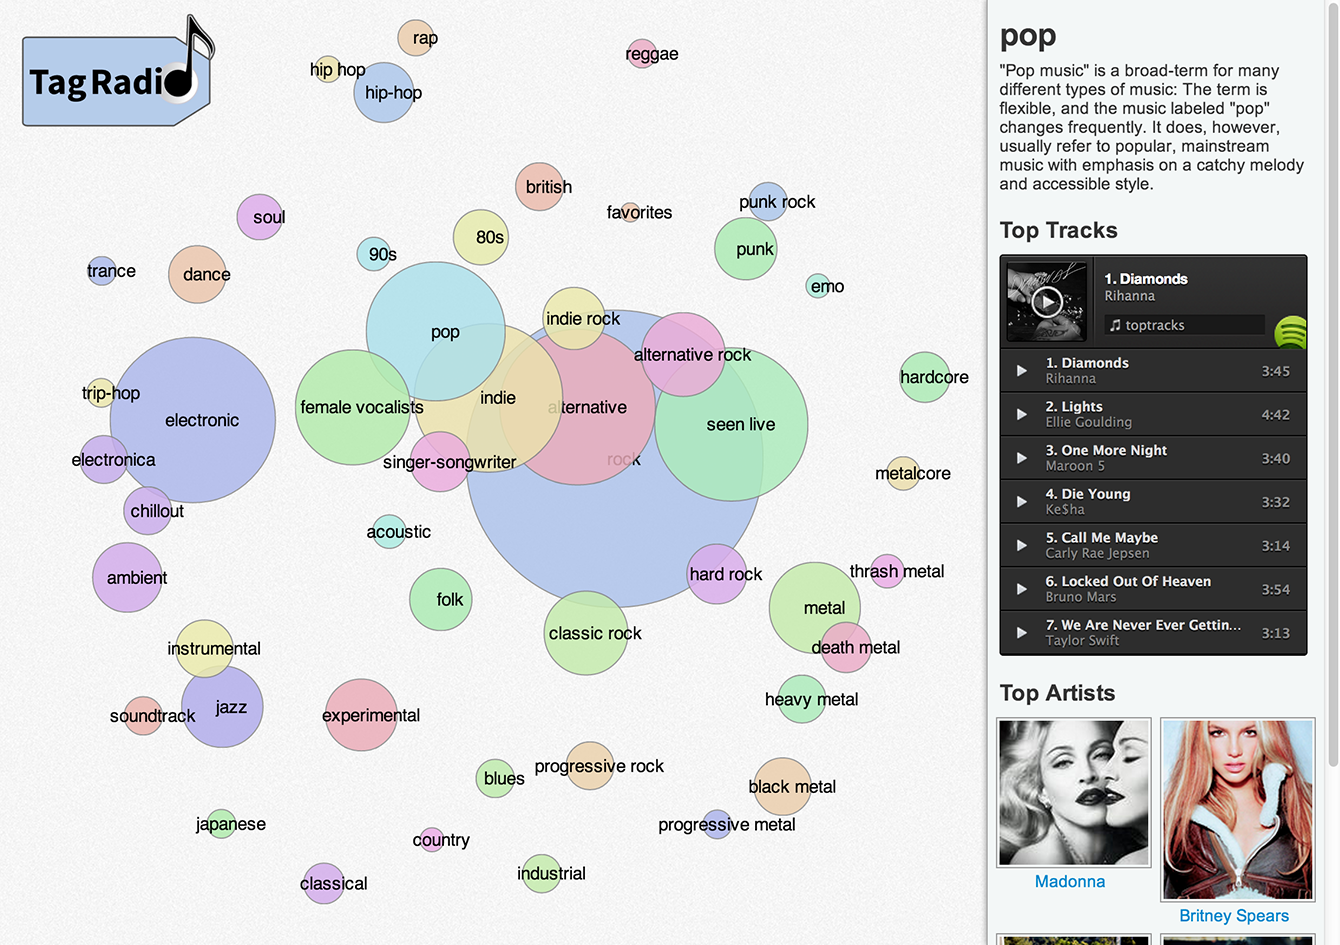 Tag Radio
rap
reggae
hip hop
hip-hop
british
punk rock
favorites
soul
80s
punk
90s
trance
dance
emo
indie rock
pop
alternative rock
hardcore
trip-hop
indie
female vocalists
alternative
electronic
seen live
electronica
singer-songwriter
rock
metalcore
chillout
acoustic
thrash metal
hard rock
ambient
folk
metal
classic rock
instrumental
death metal
heavy metal
jazz
soundtrack
experimental
progressive rock
blues
black metal
japanese
progressive metal
country
industrial
classical
pop
"Pop music" is a broad-term for many
different types of music: The term is
flexible, and the music labeled "pop"
changes frequently. It does, however,
usually refer to popular, mainstream
music with emphasis on a catchy melody
and accessible style.
Top Tracks
1. Diamonds
Rihanna
toptracks
1. Diamonds
Rihanna
3:45
2. Lights
Ellie Goulding
4:42
3. One More Night
Maroon 5
3:40
4. Die Young
Ke$ha
3:32
5. Call Me Maybe
Carly Rae Jepsen
3:14
6. Locked Out Of Heaven
Bruno Mars
3:54
7. We Are Never Ever Gettin...
Taylor Swift
3:13
Top Artists
Madonna
Britney Spears